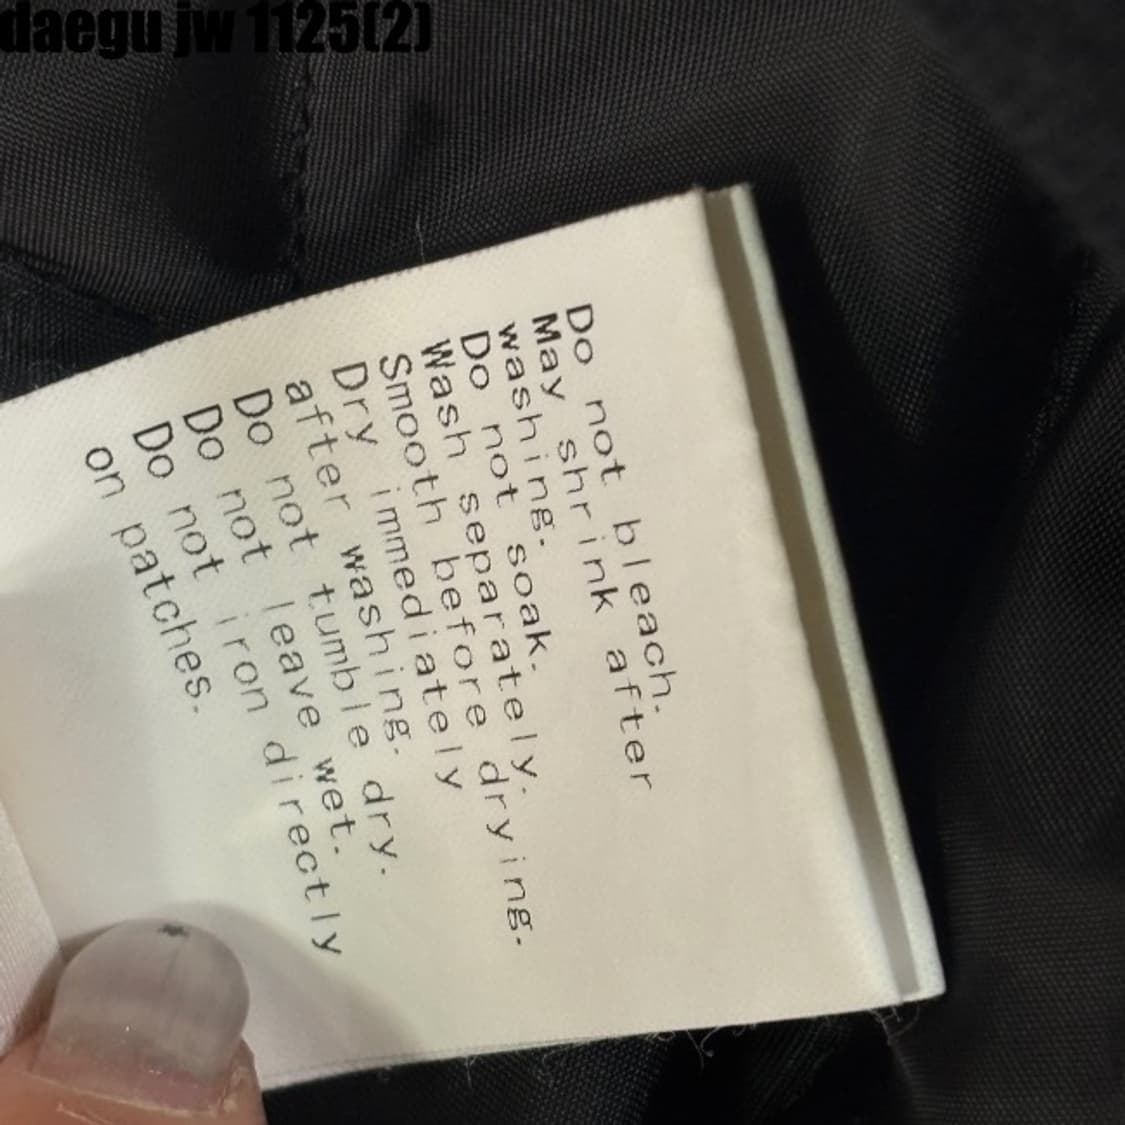 daegu jw 1125(2)
Do not bleach.
May shrink after
washing.
Do not soak.
Wash separately.
Smooth before drying.
Dry immediately
after washing.
Do not tumble dry.
Do not leave wet.
Do not iron directly
on patches.